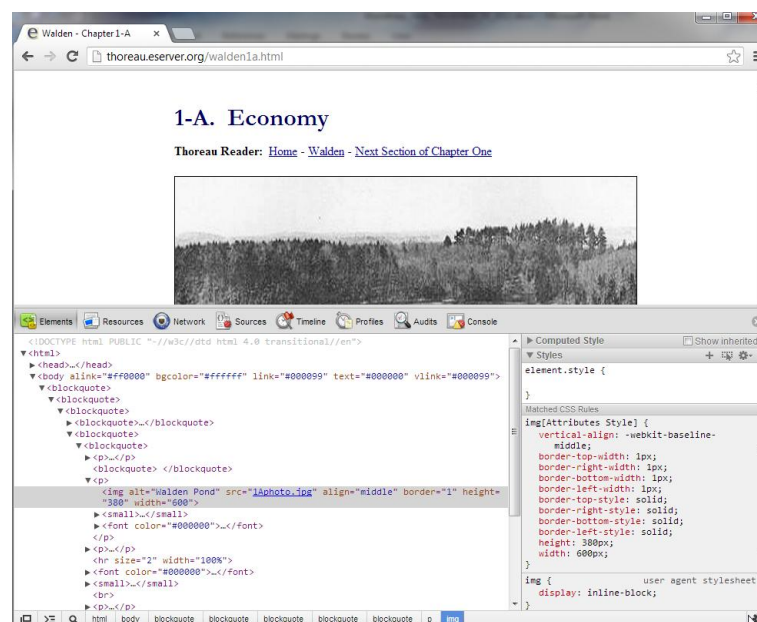 Walden - Chapter 1-A
thoreau.eserver.org/walden1a.html
1-A. Economy
Thoreau Reader: Home - Walden - Next Section of Chapter One
Elements Resources Network Sources Timeline Profiles Audits Console
<!DOCTYPE html PUBLIC "-//w3c//dtd html 4.0 transitional//en">
▼<html>
▶<head>…</head>
▼<body alink="#ff0000" bgcolor="#ffffff" link="#000099" text="#000000" vlink="#000099">
▼<blockquote>
▼<blockquote>
▼<blockquote>
▶<blockquote>…</blockquote>
▼<blockquote>
▼<blockquote>
▶<p>…</p>
<blockquote> </blockquote>
▼<p>
<img alt="Walden Pond" src="1Aphoto.jpg" align="middle" border="1" height=
"380" width="600">
▶<small>…</small>
▶<font color="#000000">…</font>
</p>
▶<p>…</p>
<hr size="2" width="100%">
▶<font color="#000000">…</font>
▶<small>…</small>
<br>
▶<p>…</p>
▶ Computed Style Show inherited
▼ Styles
element.style {
}
Matched CSS Rules
img[Attributes Style] {
vertical-align: -webkit-baseline-
middle;
border-top-width: 1px;
border-right-width: 1px;
border-bottom-width: 1px;
border-left-width: 1px;
border-top-style: solid;
border-right-style: solid;
border-bottom-style: solid;
border-left-style: solid;
height: 380px;
width: 600px;
}
img { user agent stylesheet
display: inline-block;
}
html body blockquote blockquote blockquote blockquote blockquote p img